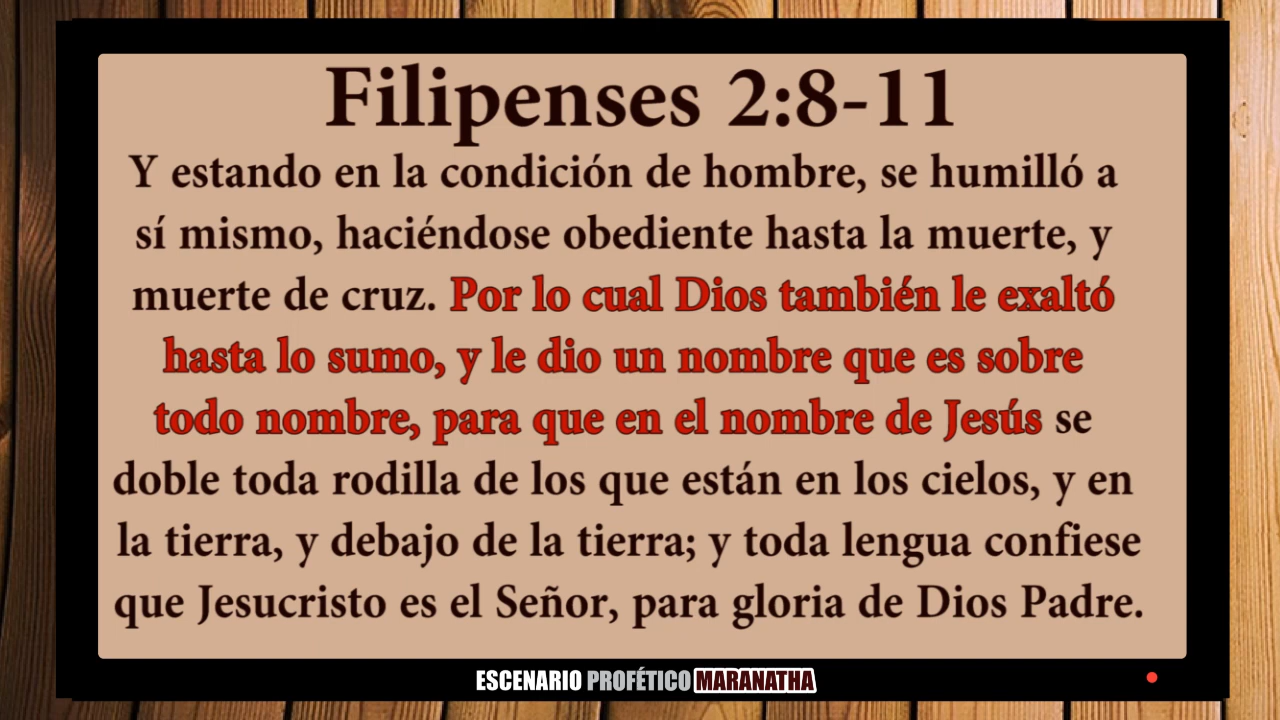 Filipenses 2:8-11
Y estando en la condición de hombre, se humilló a
sí mismo, haciéndose obediente hasta la muerte, y
muerte de cruz. Por lo cual Dios también le exaltó
hasta lo sumo, y le dio un nombre que es sobre
todo nombre, para que en el nombre de Jesús se
doble toda rodilla de los que están en los cielos, y en
la tierra, y debajo de la tierra; y toda lengua confiese
que Jesucristo es el Señor, para gloria de Dios Padre.
ESCENARIO PROFÉTICO MARANATHA